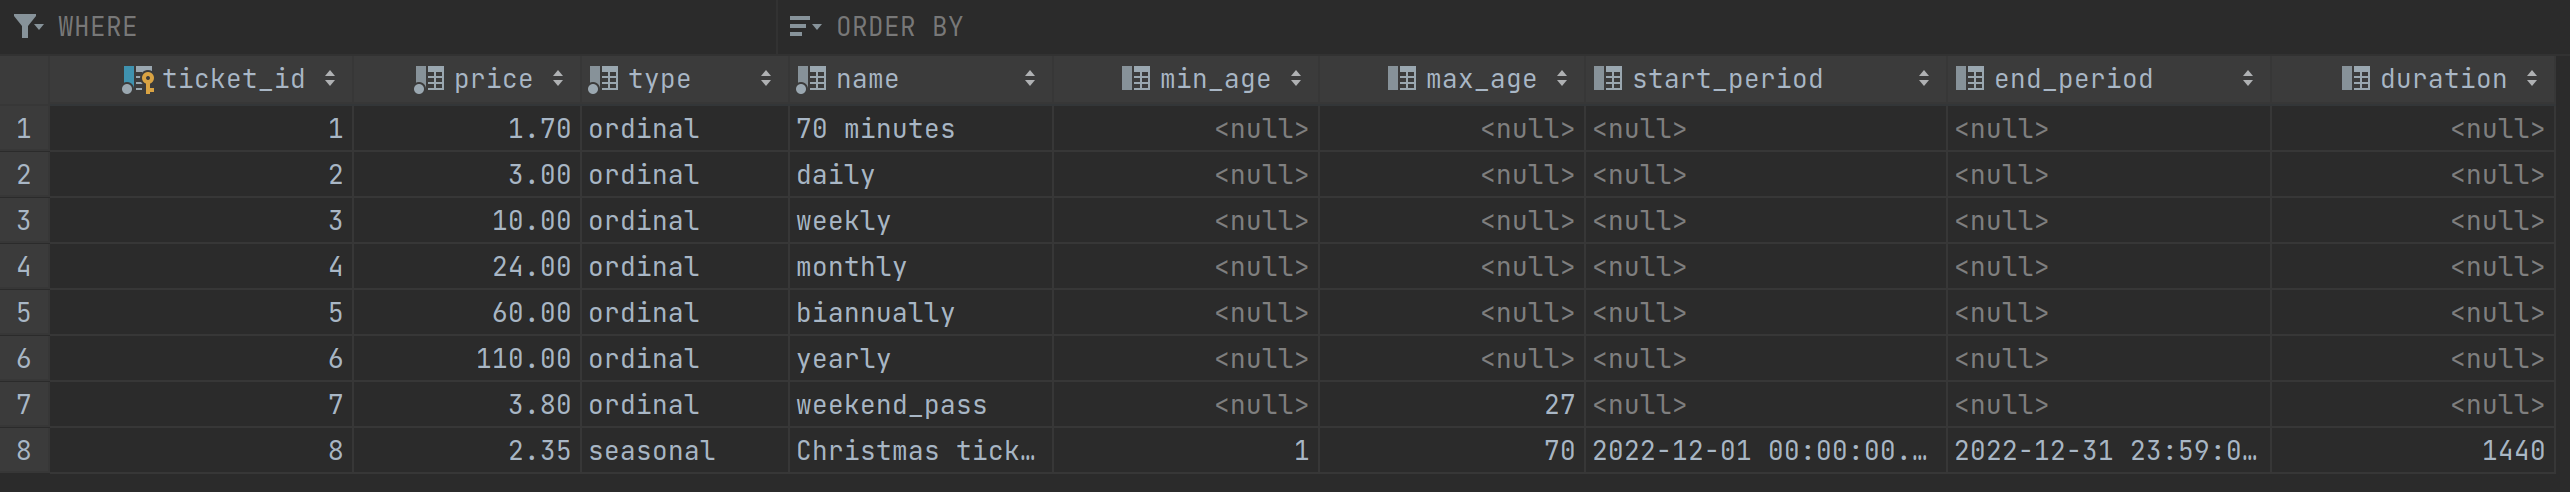 WHERE ORDER BY
ticket_id price type name min_age max_age start_period end_period duration
1 1 1.70 ordinal 70 minutes <null> <null> <null> <null> <null>
2 2 3.00 ordinal daily <null> <null> <null> <null> <null>
3 3 10.00 ordinal weekly <null> <null> <null> <null> <null>
4 4 24.00 ordinal monthly <null> <null> <null> <null> <null>
5 5 60.00 ordinal biannually <null> <null> <null> <null> <null>
6 6 110.00 ordinal yearly <null> <null> <null> <null> <null>
7 7 3.80 ordinal weekend_pass <null> 27 <null> <null> <null>
8 8 2.35 seasonal Christmas tick… 1 70 2022-12-01 00:00:00.… 2022-12-31 23:59:0… 1440